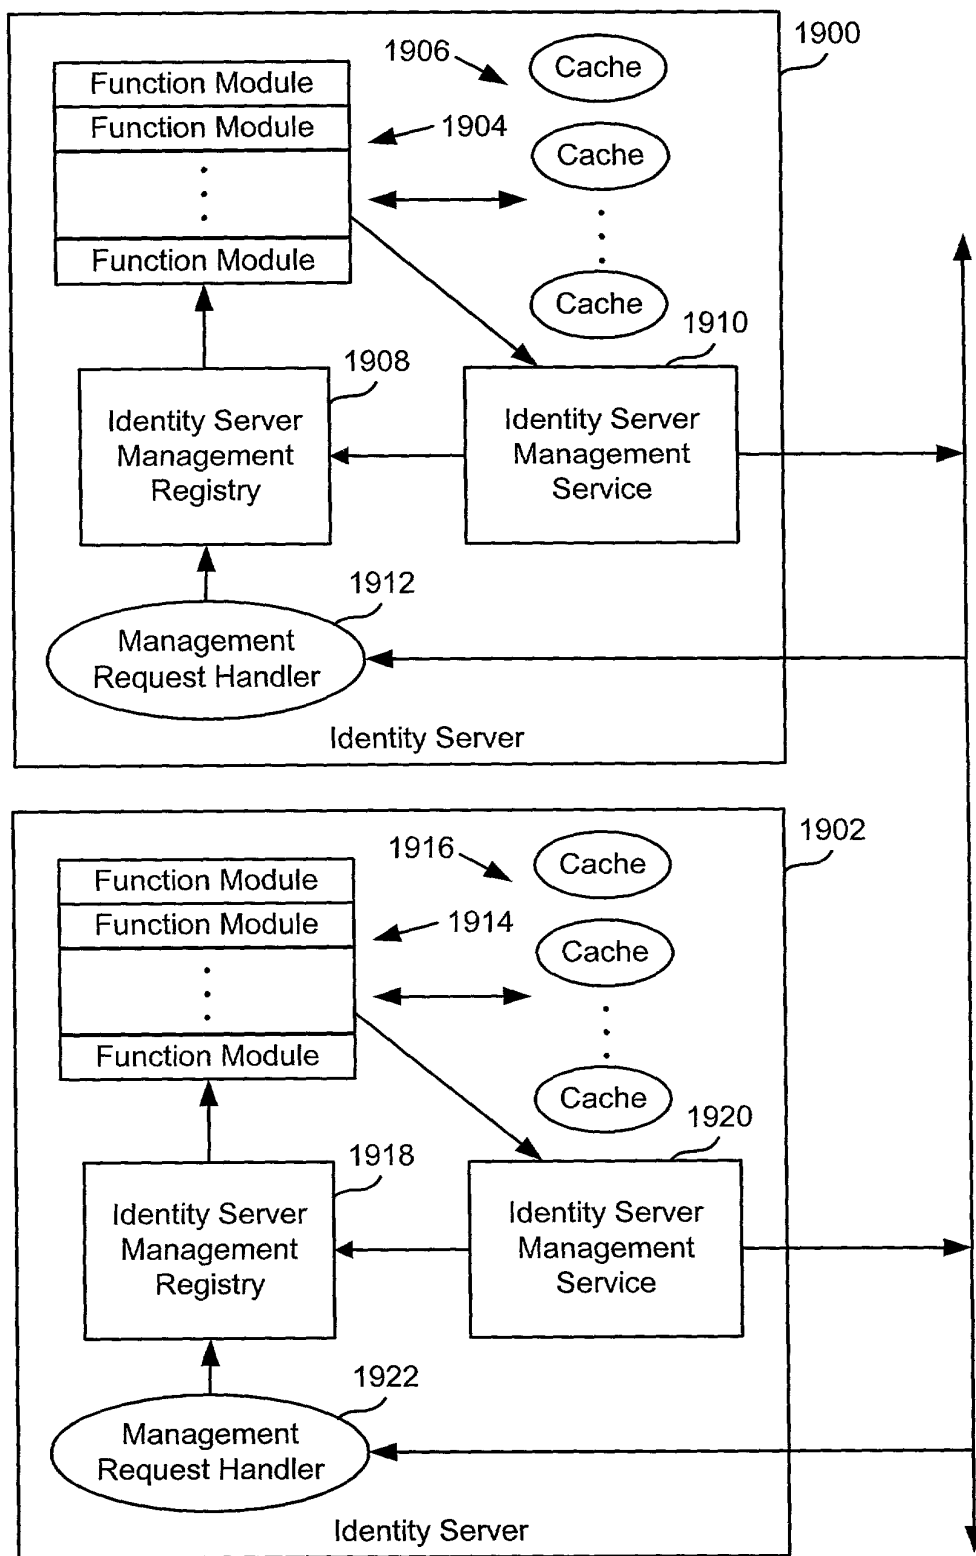 1900
1906
Cache
Function Module
Function Module
1904
Cache
Function Module
Cache
1910
1908
Identity Server
Management
Registry
Identity Server
Management
Service
1912
Management
Request Handler
Identity Server
1902
1916
Cache
Function Module
Function Module
1914
Cache
Function Module
Cache
1920
1918
Identity Server
Management
Registry
Identity Server
Management
Service
1922
Management
Request Handler
Identity Server